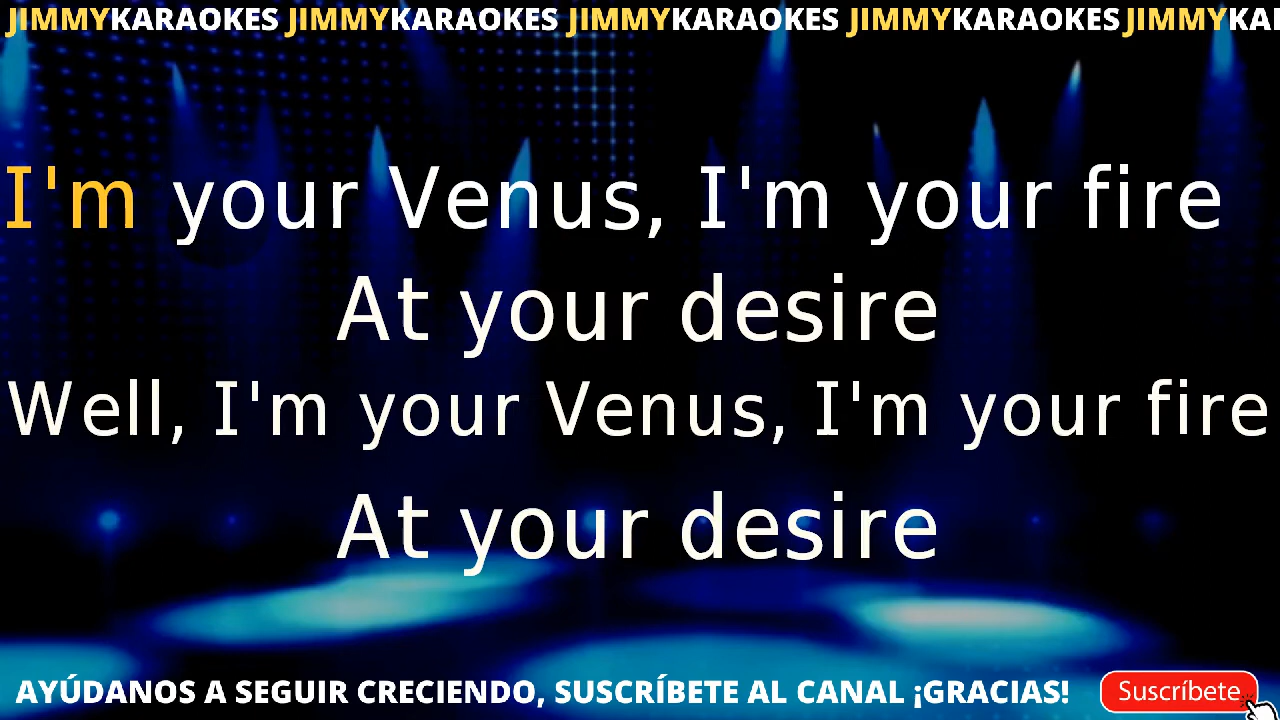 JIMMYKARAOKES JIMMYKARAOKES JIMMYKARAOKES JIMMYKARAOKES JIMMYKAI
I'm your Venus, I'm your fire
At your desire
Well, I'm your Venus, I'm your fire
At your desire
AYÚDANOS A SEGUIR CRECIENDO, SUSCRÍBETE AL CANAL ¡GRACIAS! Suscríbete